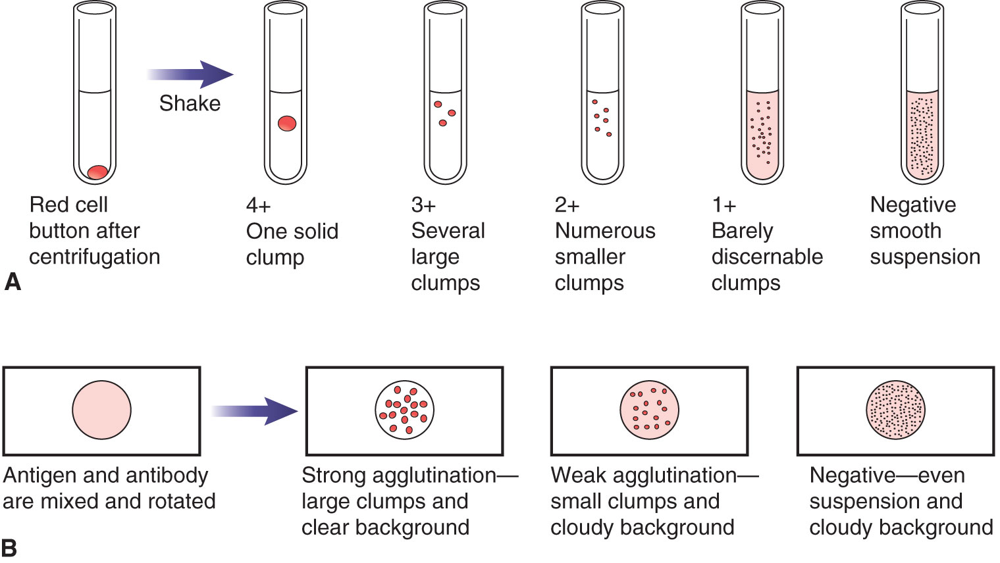 Shake
Red cell
button after
centrifugation
4+
One solid
clump
3+
Several
large
clumps
2+
Numerous
smaller
clumps
1+
Barely
discernable
clumps
Negative
smooth
suspension
A
Antigen and antibody
are mixed and rotated
Strong agglutination—
large clumps and
clear background
Weak agglutination—
small clumps and
cloudy background
Negative—even
suspension and
cloudy background
B